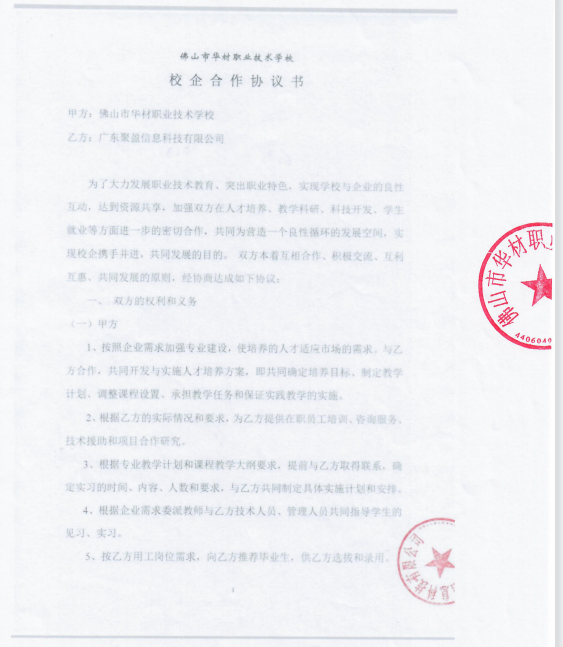 佛山市华材职业技术学校
校企合作协议书
甲方：佛山市华材职业技术学校
乙方：广东聚盈信息科技有限公司
为了大力发展职业技术教育、突出职业特色，实现学校与企业的良性
互动，达到资源共享，加强双方在人才培养、教学科研、科技开发、学生
就业等方面进一步的密切合作，共同为营造一个良性循环的发展空间，实
现校企携手并进，共同发展的目的。 双方本着互相合作、积极交流、互利
互惠、共同发展的原则，经协商达成如下协议：
一、 双方的权利和义务
（一）甲方
1、按照企业需求加强专业建设，使培养的人才适应市场的需求。与乙
方合作，共同开发与实施人才培养方案，即共同确定培养目标、制定教学
计划、调整课程设置、承担教学任务和保证实践教学的实施。
2、根据乙方的实际情况和要求，为乙方提供在职员工培训、咨询服务、
技术援助和项目合作研究。
3、根据专业教学计划和课程教学大纲要求，提前与乙方取得联系，确
定实习的时间、内容、人数和要求，与乙方共同制定具体实施计划和安排。
4、根据企业需求委派教师与乙方技术人员、管理人员共同指导学生的
见习、实习。
5、按乙方用工岗位需求，向乙方推荐毕业生，供乙方选拔和录用。
1
佛山市华材职
440604
息科技有限公司